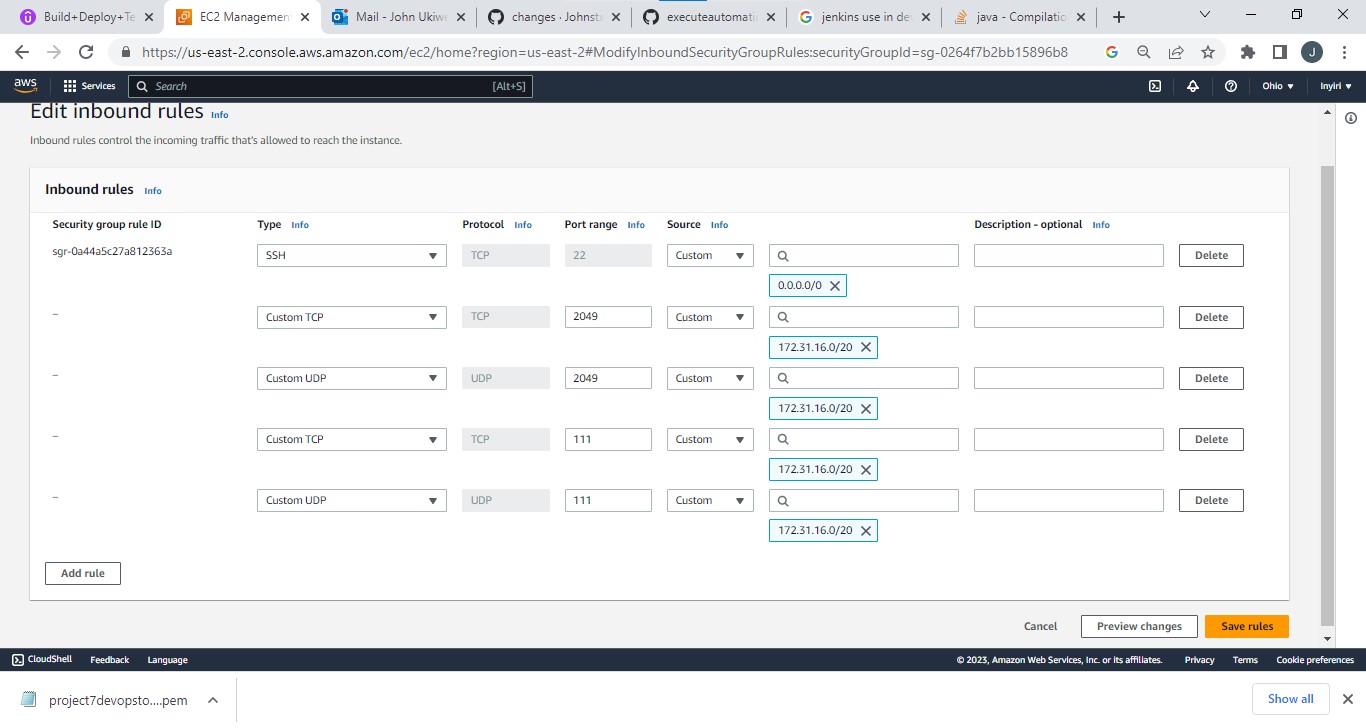 Build+Deploy+Te
EC2 Managemen
Mail - John Ukiwe
changes · Johnsta
executeautomati
jenkins use in dev
java - Compilatio
https://us-east-2.console.aws.amazon.com/ec2/home?region=us-east-2#ModifyInboundSecurityGroupRules:securityGroupId=sg-0264f7b2bb15896b8
J
aws Services Search [Alt+S] Ohio Inyiri
Edit inbound rules Info
Inbound rules control the incoming traffic that's allowed to reach the instance.
Inbound rules Info
Security group rule ID Type Info Protocol Info Port range Info Source Info Description - optional Info
sgr-0a44a5c27a812363a SSH TCP 22 Custom Delete
0.0.0.0/0
– Custom TCP TCP 2049 Custom Delete
172.31.16.0/20
– Custom UDP UDP 2049 Custom Delete
172.31.16.0/20
– Custom TCP TCP 111 Custom Delete
172.31.16.0/20
– Custom UDP UDP 111 Custom Delete
172.31.16.0/20
Add rule
Cancel Preview changes Save rules
CloudShell Feedback Language © 2023, Amazon Web Services, Inc. or its affiliates. Privacy Terms Cookie preferences
project7devopsto....pem Show all